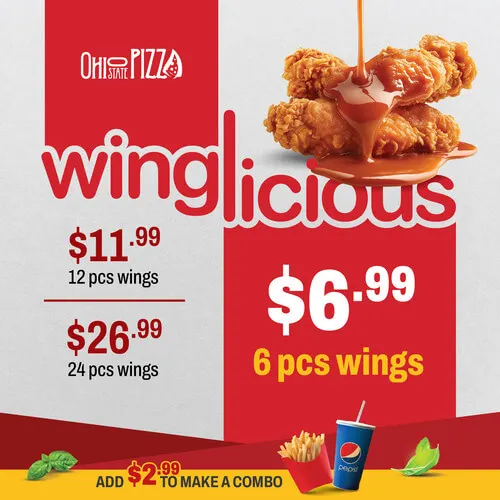 OHIO STATE PIZZA
winglicious
$11.99
12 pcs wings
$26.99
24 pcs wings
$6.99
6 pcs wings
pepsi
ADD $2.99 TO MAKE A COMBO